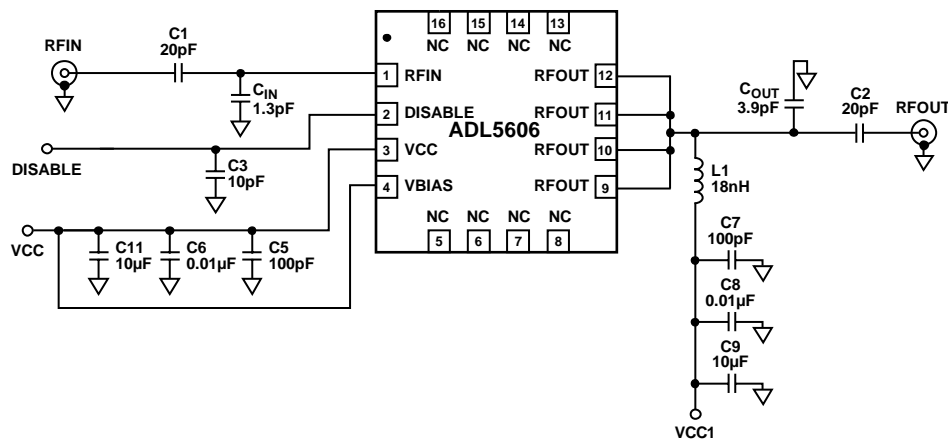 RFIN
C1
20pF
C_IN
1.3pF
DISABLE
C3
10pF
VCC
C11
10µF
C6
0.01µF
C5
100pF
16 15 14 13
NC NC NC NC
1 RFIN
2 DISABLE
3 VCC
4 VBIAS
ADL5606
RFOUT 12
RFOUT 11
RFOUT 10
RFOUT 9
NC NC NC NC
5 6 7 8
C_OUT
3.9pF
C2
20pF
RFOUT
L1
18nH
C7
100pF
C8
0.01µF
C9
10µF
VCC1